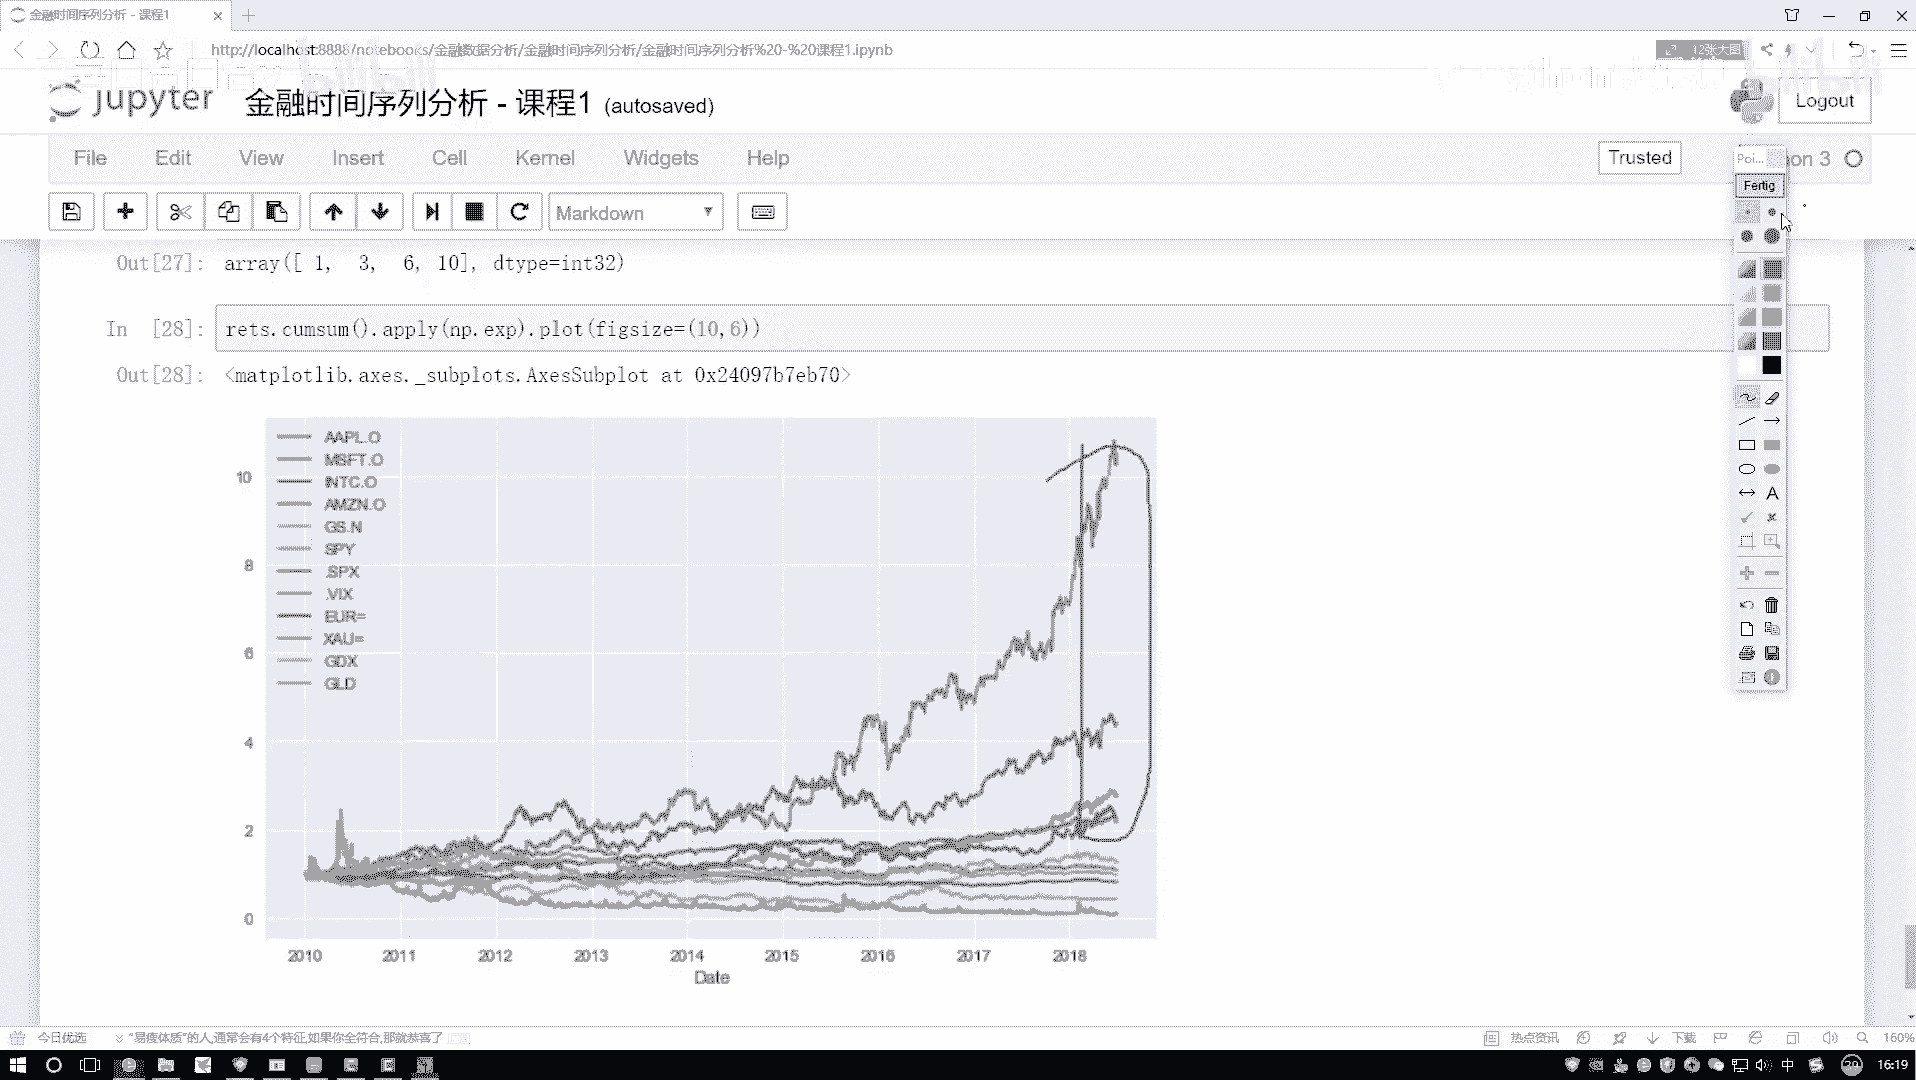 金融时间序列分析 - 课程1
http://localhost:8888/notebooks/金融数据分析/金融时间序列分析/金融时间序列分析%20-%20课程1.ipynb
12张大图
jupyter 金融时间序列分析 - 课程1 (autosaved)
Logout
File Edit View Insert Cell Kernel Widgets Help
Trusted
Poi... on 3
Fertig
Markdown
Out[27]: array([ 1, 3, 6, 10], dtype=int32)
In [28]: rets.cumsum().apply(np.exp).plot(figsize=(10,6))
Out[28]: <matplotlib.axes._subplots.AxesSubplot at 0x24097b7eb70>
AAPL.O
MSFT.O
INTC.O
AMZN.O
GS.N
SPY
.SPX
.VIX
EUR=
XAU=
GDX
GLD
10
8
6
4
2
0
2010 2011 2012 2013 2014 2015 2016 2017 2018
Date
A
今日优选 “易瘦体质”的人,通常会有4个特征,如果你全符合,那就恭喜了
热点资讯 下载 160%
中 29 16:19